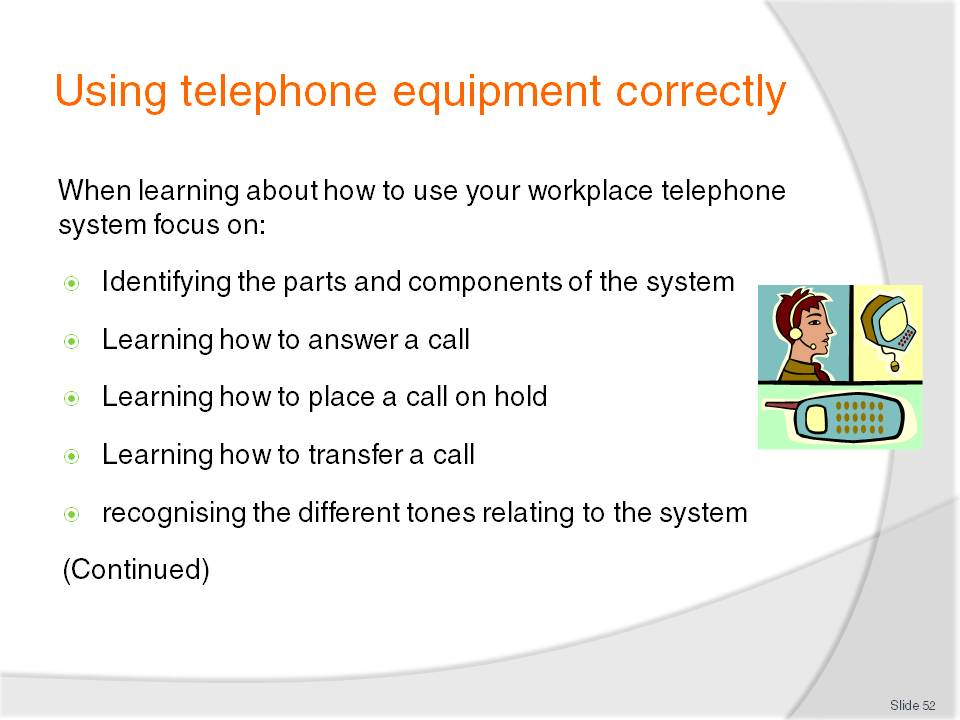 Using telephone equipment correctly
When learning about how to use your workplace telephone
system focus on:
Identifying the parts and components of the system
Learning how to answer a call
Learning how to place a call on hold
Learning how to transfer a call
recognising the different tones relating to the system
(Continued)
Slide 52